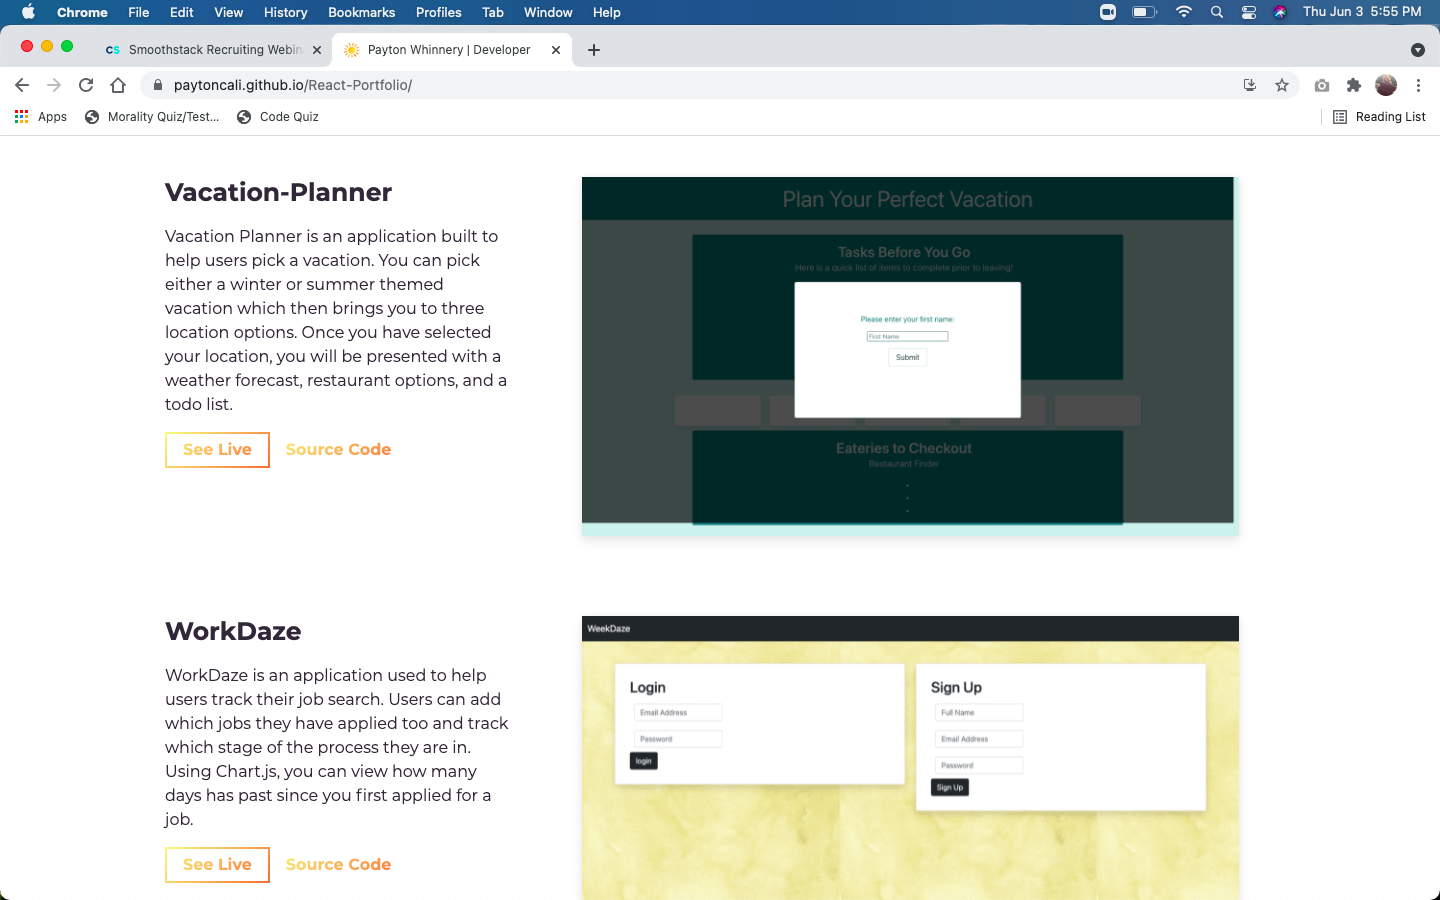 Chrome File Edit View History Bookmarks Profiles Tab Window Help Thu Jun 3 5:55 PM
CS Smoothstack Recruiting Webin
Payton Whinnery | Developer
paytoncali.github.io/React-Portfolio/
Apps Morality Quiz/Test... Code Quiz Reading List
Vacation-Planner
Vacation Planner is an application built to
help users pick a vacation. You can pick
either a winter or summer themed
vacation which then brings you to three
location options. Once you have selected
your location, you will be presented with a
weather forecast, restaurant options, and a
todo list.
See Live Source Code
Plan Your Perfect Vacation
Tasks Before You Go
Here is a quick list of items to complete prior to leaving!
Please enter your first name:
First Name
Submit
Eateries to Checkout
Restaurant Finder
WorkDaze
WorkDaze is an application used to help
users track their job search. Users can add
which jobs they have applied too and track
which stage of the process they are in.
Using Chart.js, you can view how many
days has past since you first applied for a
job.
See Live Source Code
WeekDaze
Login
Email Address
Password
login
Sign Up
Full Name
Email Address
Password
Sign Up